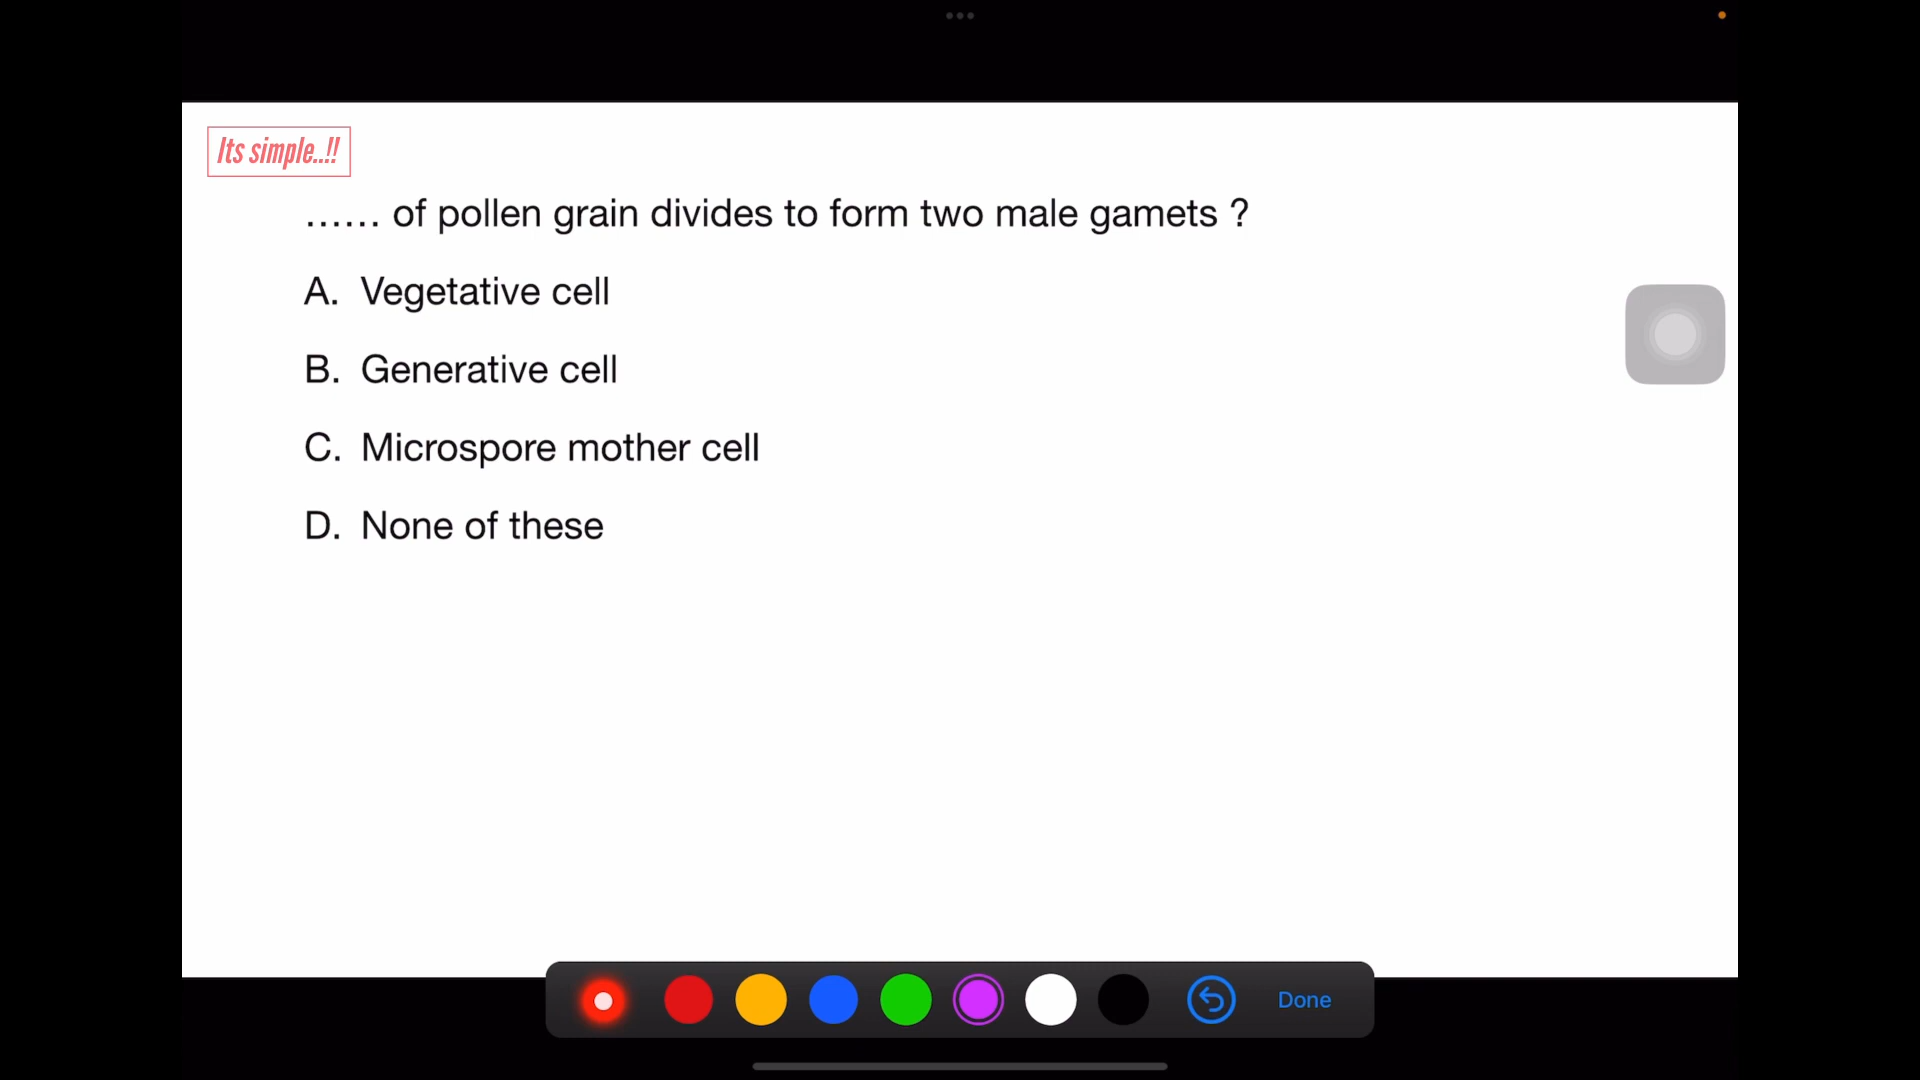 Its simple..!!
...... of pollen grain divides to form two male gamets ?
A. Vegetative cell
B. Generative cell
C. Microspore mother cell
D. None of these
Done